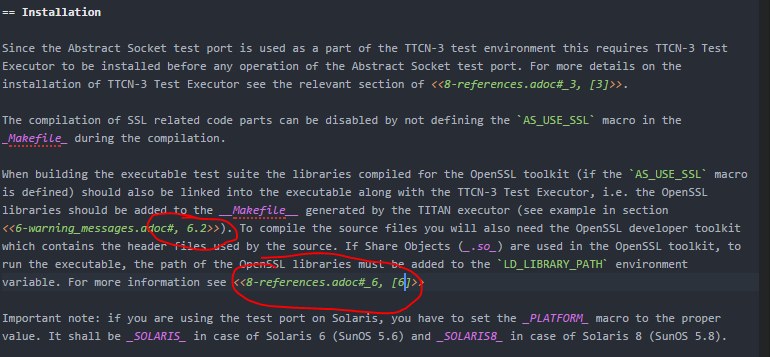 == Installation
Since the Abstract Socket test port is used as a part of the TTCN-3 test environment this requires TTCN-3 Test
Executor to be installed before any operation of the Abstract Socket test port. For more details on the
installation of TTCN-3 Test Executor see the relevant section of <<8-references.adoc#_3, [3]>>.
The compilation of SSL related code parts can be disabled by not defining the `AS_USE_SSL` macro in the
_Makefile_ during the compilation.
When building the executable test suite the libraries compiled for the OpenSSL toolkit (if the `AS_USE_SSL` macro
is defined) should also be linked into the executable along with the TTCN-3 Test Executor, i.e. the OpenSSL
libraries should be added to the __Makefile__ generated by the TITAN executor (see example in section
<<6-warning_messages.adoc#, 6.2>>). To compile the source files you will also need the OpenSSL developer toolkit
which contains the header files used by the source. If Share Objects (_.so_) are used in the OpenSSL toolkit, to
run the executable, the path of the OpenSSL libraries must be added to the `LD_LIBRARY_PATH` environment
variable. For more information see <<8-references.adoc#_6, [6]>>
Important note: if you are using the test port on Solaris, you have to set the _PLATFORM_ macro to the proper
value. It shall be _SOLARIS_ in case of Solaris 6 (SunOS 5.6) and _SOLARIS8_ in case of Solaris 8 (SunOS 5.8).